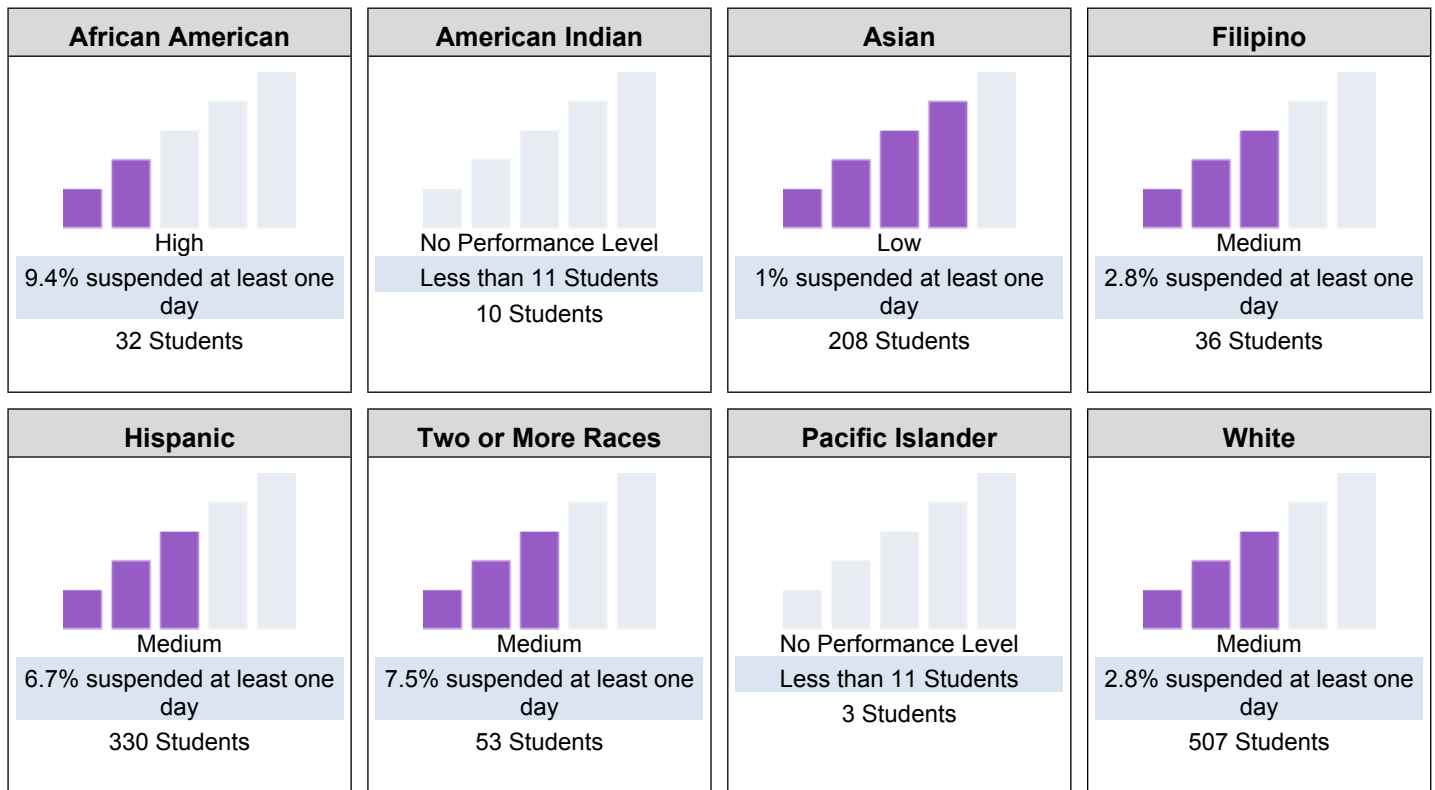 African American
High
9.4% suspended at least one
day
32 Students
American Indian
No Performance Level
Less than 11 Students
10 Students
Asian
Low
1% suspended at least one
day
208 Students
Filipino
Medium
2.8% suspended at least one
day
36 Students
Hispanic
Medium
6.7% suspended at least one
day
330 Students
Two or More Races
Medium
7.5% suspended at least one
day
53 Students
Pacific Islander
No Performance Level
Less than 11 Students
3 Students
White
Medium
2.8% suspended at least one
day
507 Students